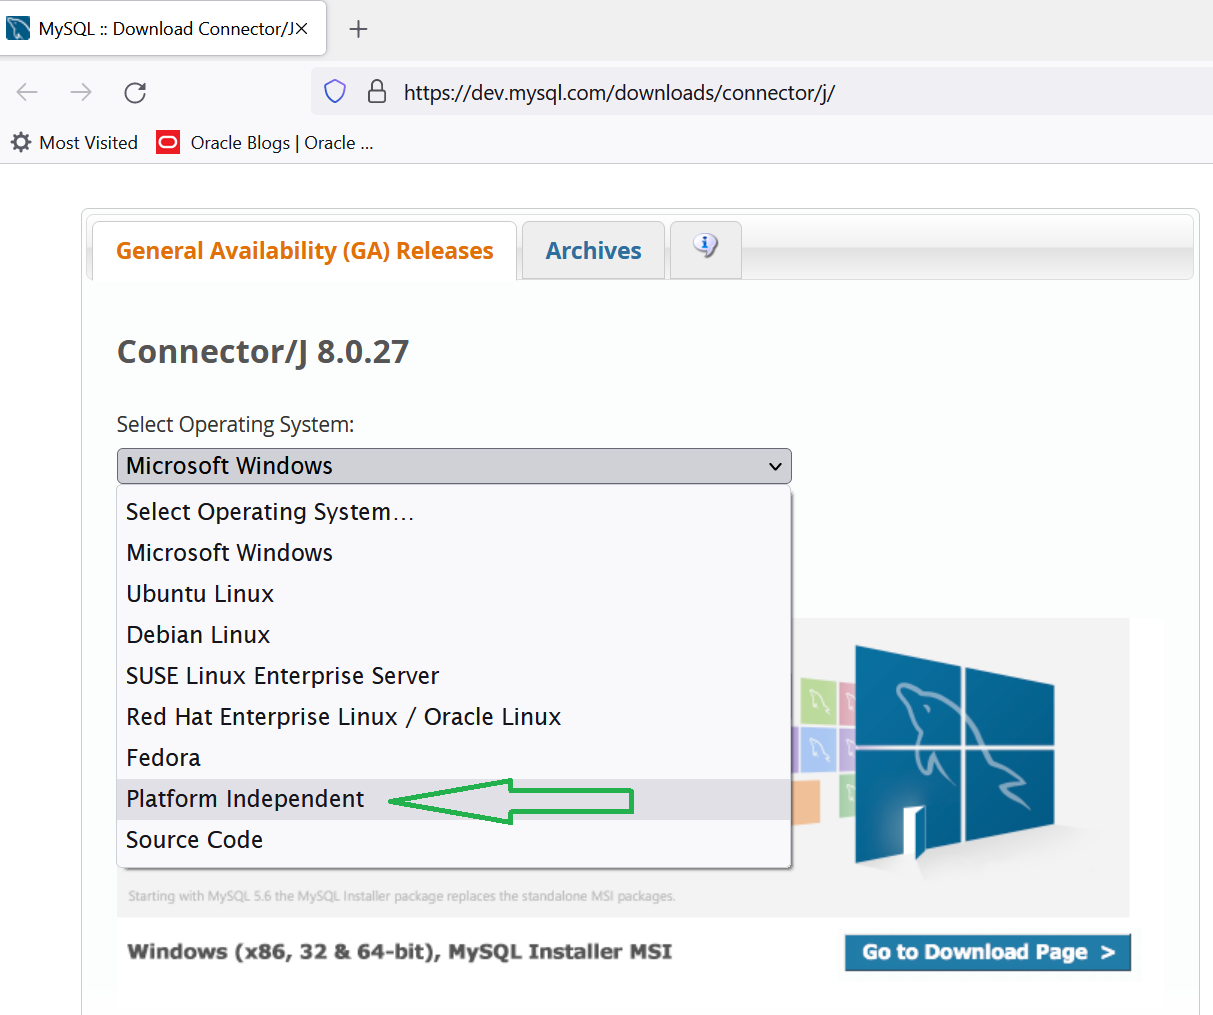 MySQL :: Download Connector/J
https://dev.mysql.com/downloads/connector/j/
Most Visited
Oracle Blogs | Oracle ...
General Availability (GA) Releases
Archives
Connector/J 8.0.27
Select Operating System:
Microsoft Windows
Select Operating System...
Microsoft Windows
Ubuntu Linux
Debian Linux
SUSE Linux Enterprise Server
Red Hat Enterprise Linux / Oracle Linux
Fedora
Platform Independent
Source Code
Starting with MySQL 5.6 the MySQL Installer package replaces the standalone MSI packages.
Windows (x86, 32 & 64-bit), MySQL Installer MSI
Go to Download Page >